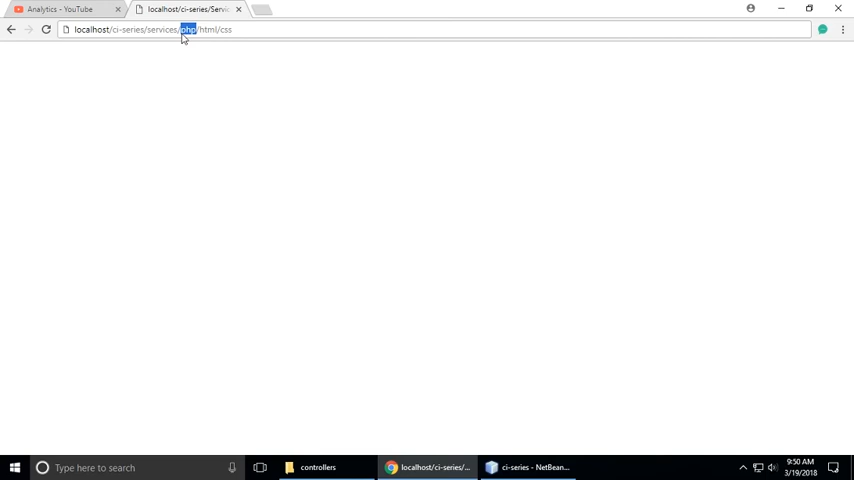 Analytics - YouTube
localhost/ci-series/Servic
localhost/ci-series/services/php/html/css
Type here to search
controllers
localhost/ci-series/...
ci-series - NetBean...
9:50 AM
3/19/2018